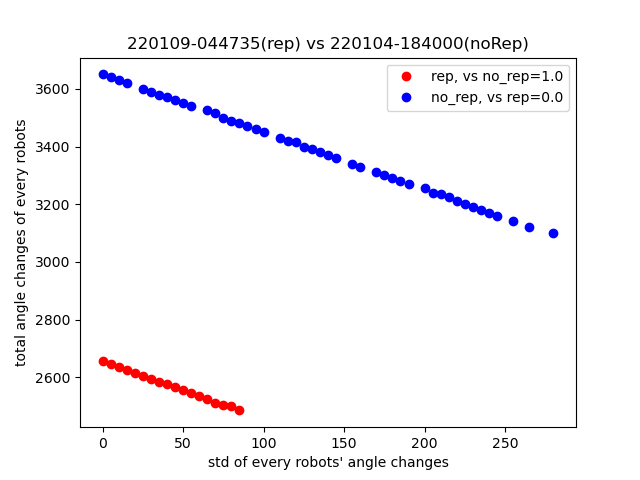 220109-044735(rep) vs 220104-184000(noRep)
rep, vs no_rep=1.0
no_rep, vs rep=0.0
total angle changes of every robots
3600
3400
3200
3000
2800
2600
0 50 100 150 200 250
std of every robots' angle changes